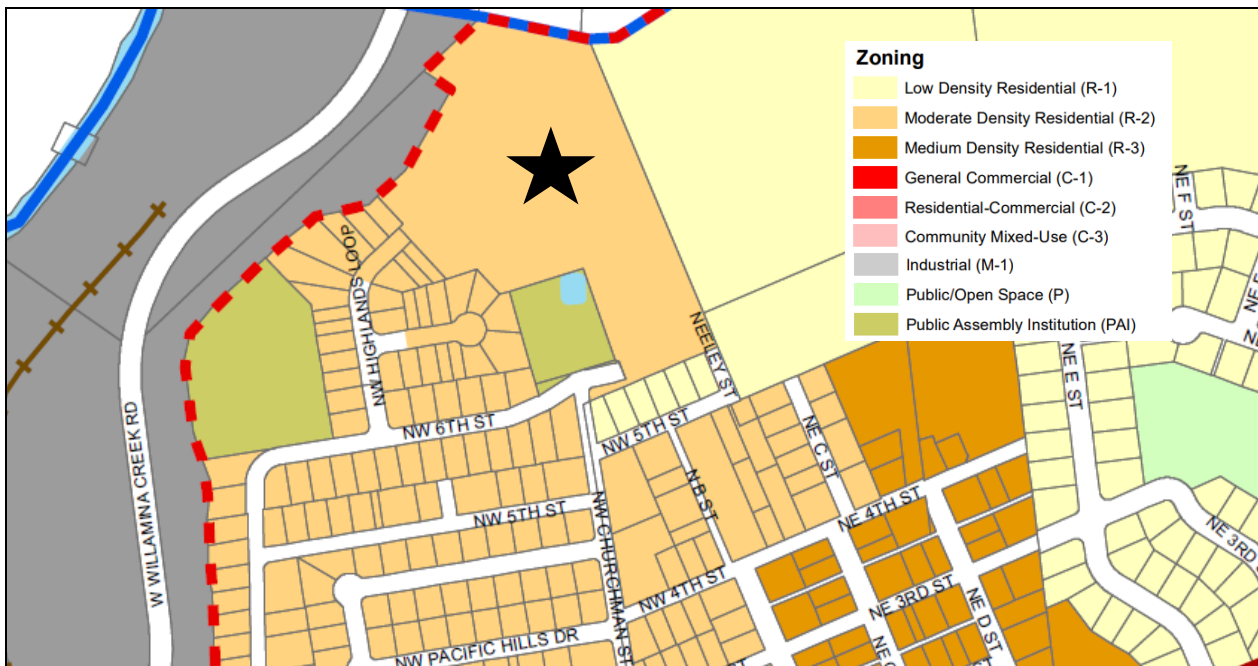 Zoning
Low Density Residential (R-1)
Moderate Density Residential (R-2)
Medium Density Residential (R-3)
General Commercial (C-1)
Residential-Commercial (C-2)
Community Mixed-Use (C-3)
Industrial (M-1)
Public/Open Space (P)
Public Assembly Institution (PAI)
NE F ST
NW HIGHLANDS LOOP
NEELEY ST
NE E ST
W WILLAMINA CREEK RD
NW 6TH ST
NW 5TH ST
NE C ST
N B ST
NE 4TH ST
NW 5TH ST
NW CHURCHMAN ST
NE 3RD
NW 4TH ST
NE 3RD ST
NE D ST
NW PACIFIC HILLS DR